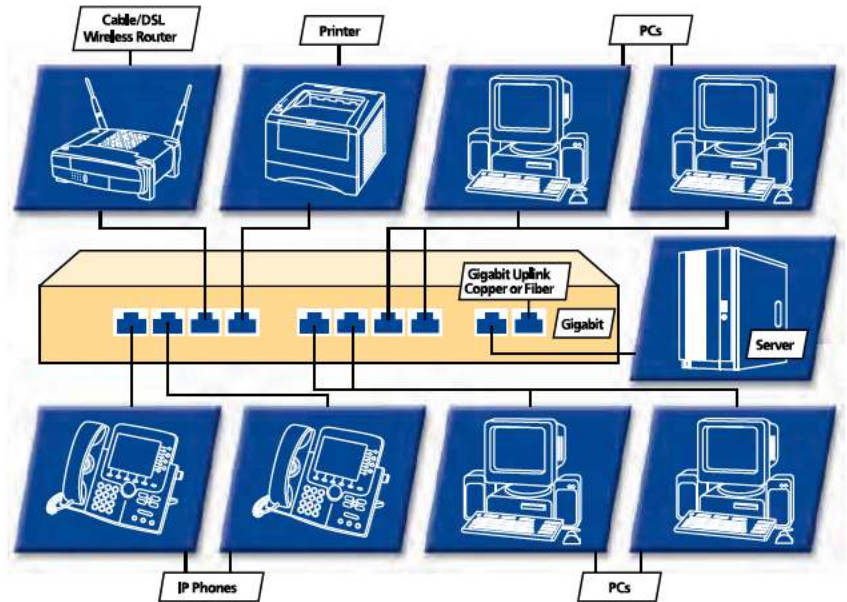 Cable/DSL
Wireless Router
Printer
PCs
Gigabit Uplink
Copper or Fiber
Gigabit
Server
IP Phones
PCs